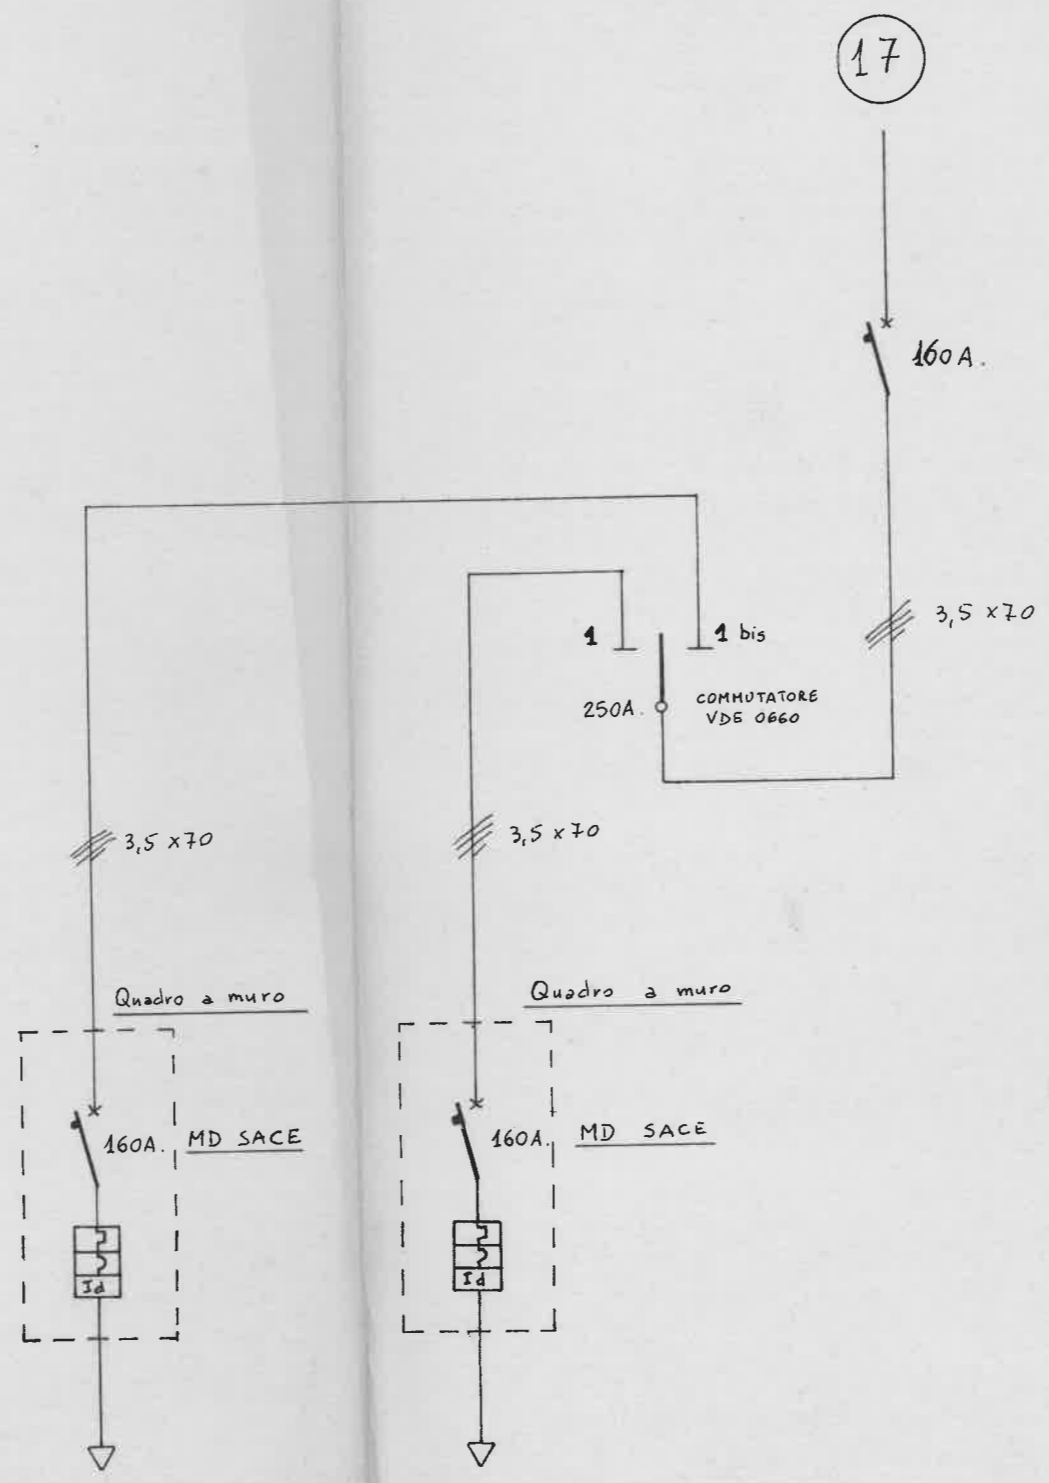 17
160A.
3,5 x70
1
1 bis
250A.
COMMUTATORE
VDE 0660
3,5 x70
3,5 x70
Quadro a muro
Quadro a muro
160A.
MD SACE
160A.
MD SACE
Id
Id